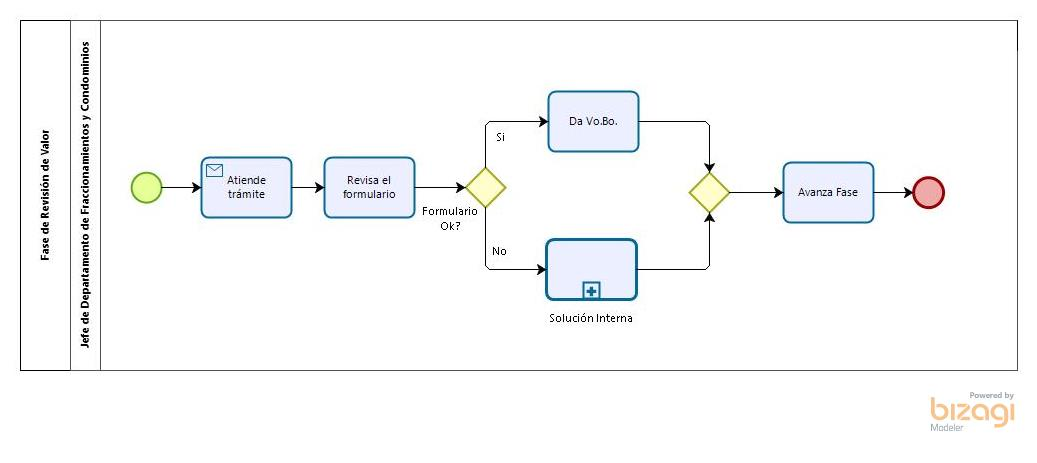 Fase de Revisión de Valor
Jefe de Departamento de Fraccionamientos y Condominios
Atiende
trámite
Revisa el
formulario
Formulario
Ok?
Si
Da Vo.Bo.
No
Solución Interna
Avanza Fase
Powered by
bizagi
Modeler